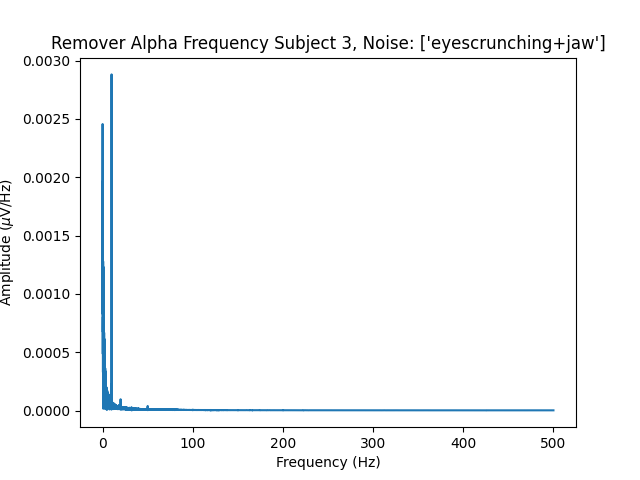 Remover Alpha Frequency Subject 3, Noise: ['eyescrunching+jaw']
0.0030
0.0025
0.0020
0.0015
0.0010
0.0005
0.0000
Amplitude (μV/Hz)
0 100 200 300 400 500
Frequency (Hz)